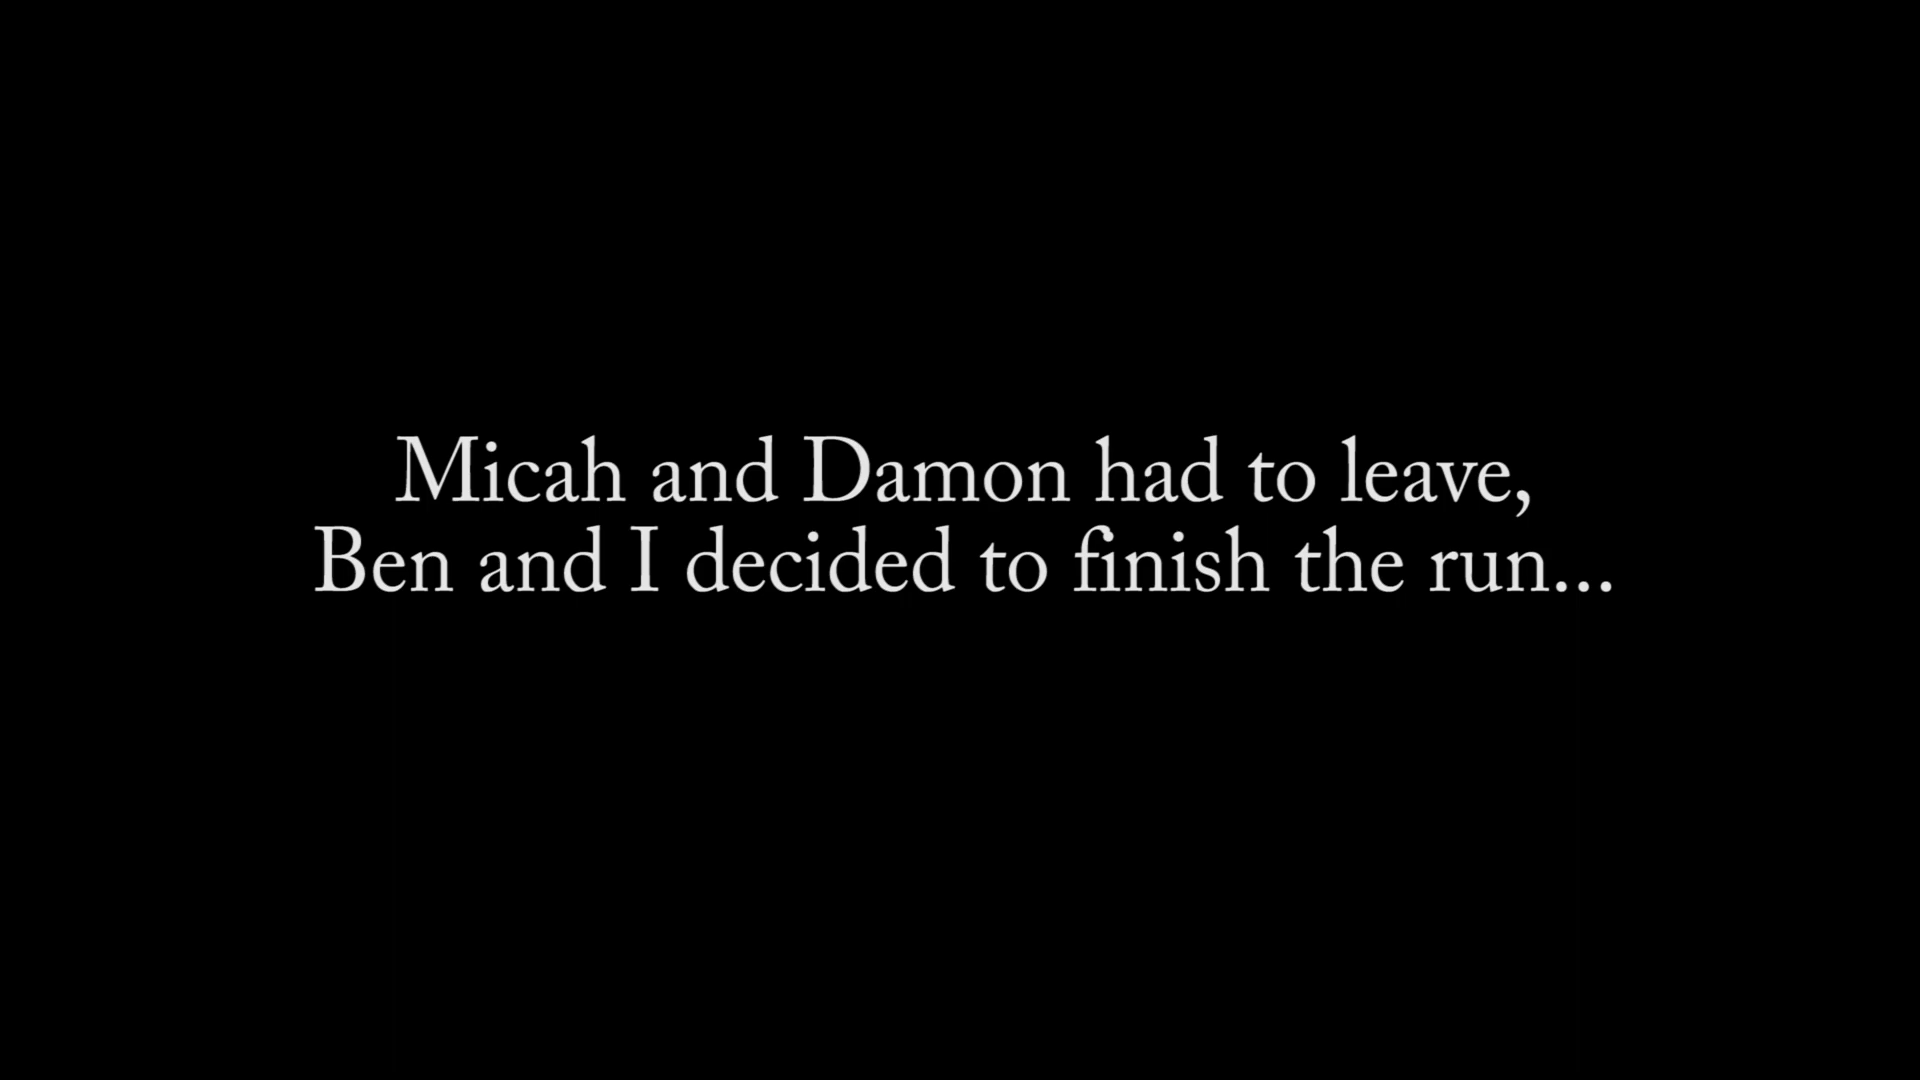 Micah and Damon had to leave,
Ben and I decided to finish the run...